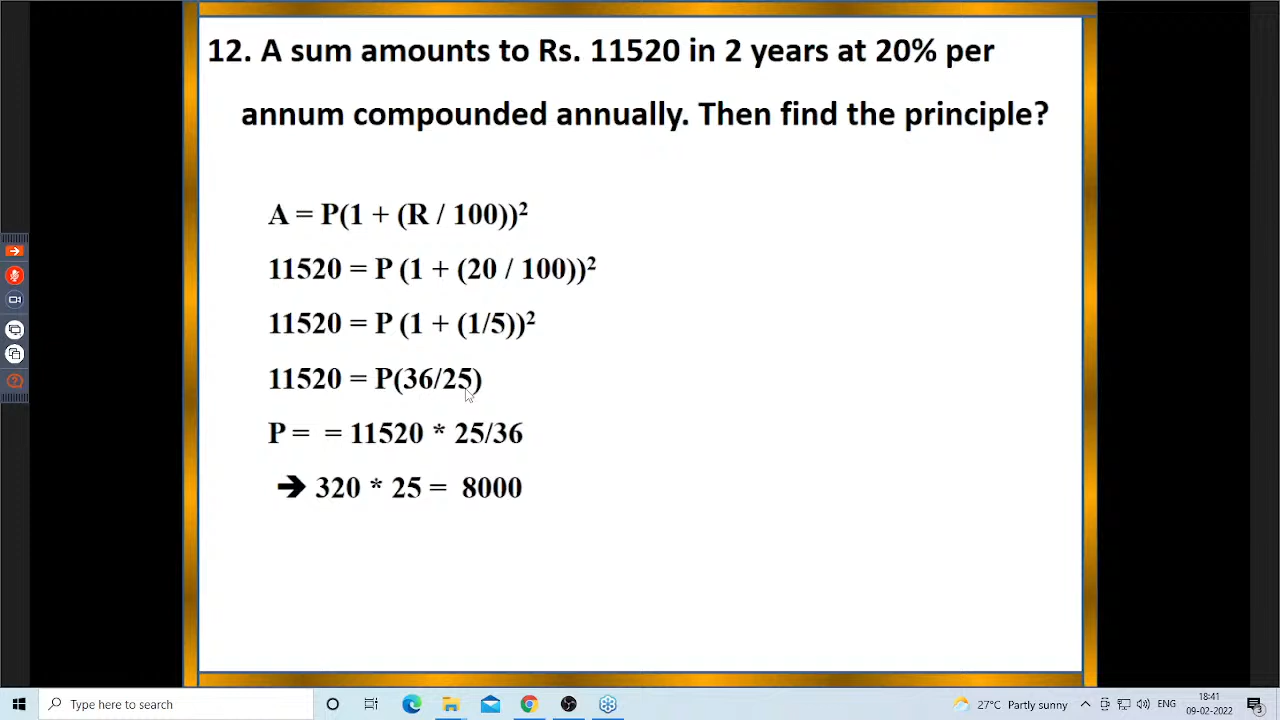 12. A sum amounts to Rs. 11520 in 2 years at 20% per
annum compounded annually. Then find the principle?
A = P(1 + (R / 100))²
11520 = P (1 + (20 / 100))²
11520 = P (1 + (1/5))²
11520 = P(36/25)
P = = 11520 * 25/36
➔ 320 * 25 = 8000
Type here to search
27°C Partly sunny
ENG
18:41
09-02-2022
3